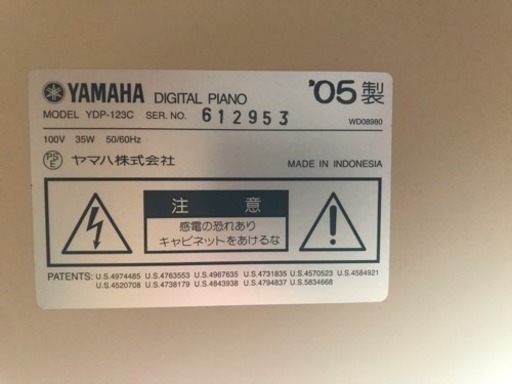 YAMAHA DIGITAL PIANO '05製
MODEL YDP-123C SER. NO. 612953 WD08980
100V 35W 50/60Hz
PS E ヤマハ株式会社 MADE IN INDONESIA
注意
感電の恐れあり
キャビネットをあけるな
PATENTS: U.S.4974485 U.S.4763553 U.S.4967635 U.S.4731835 U.S.4570523 U.S.4584921
U.S.4520708 U.S.4738179 U.S.4843938 U.S.4794837 U.S.5834668